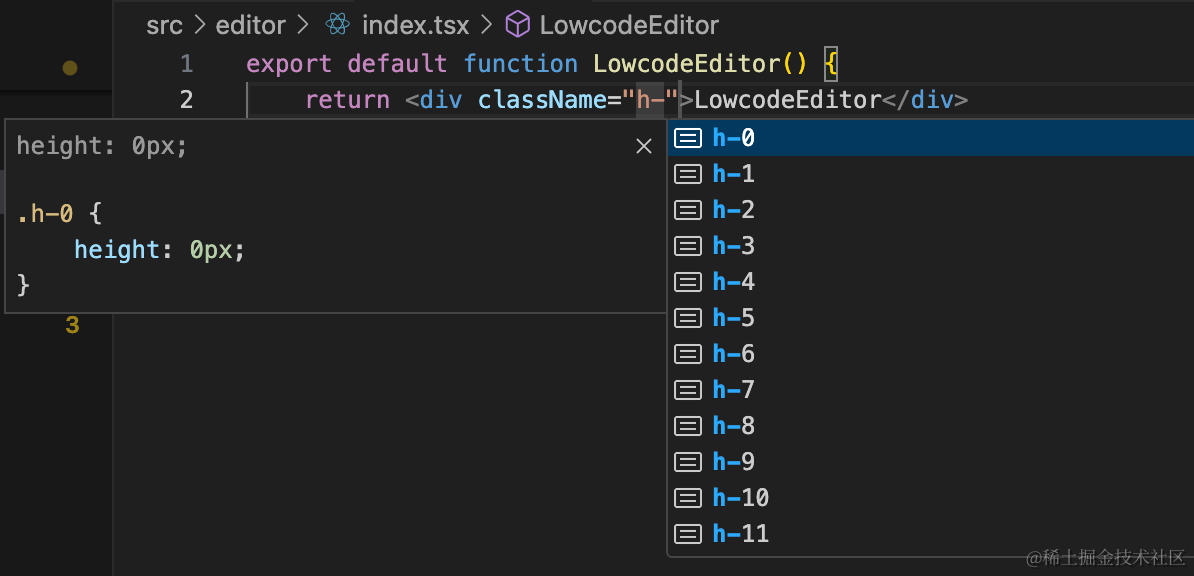 src > editor > index.tsx > LowcodeEditor
1 export default function LowcodeEditor() {
2 return <div className="h-">LowcodeEditor</div>
height: 0px;
.h-0 {
height: 0px;
}
3
h-0
h-1
h-2
h-3
h-4
h-5
h-6
h-7
h-8
h-9
h-10
h-11
@稀土掘金技术社区